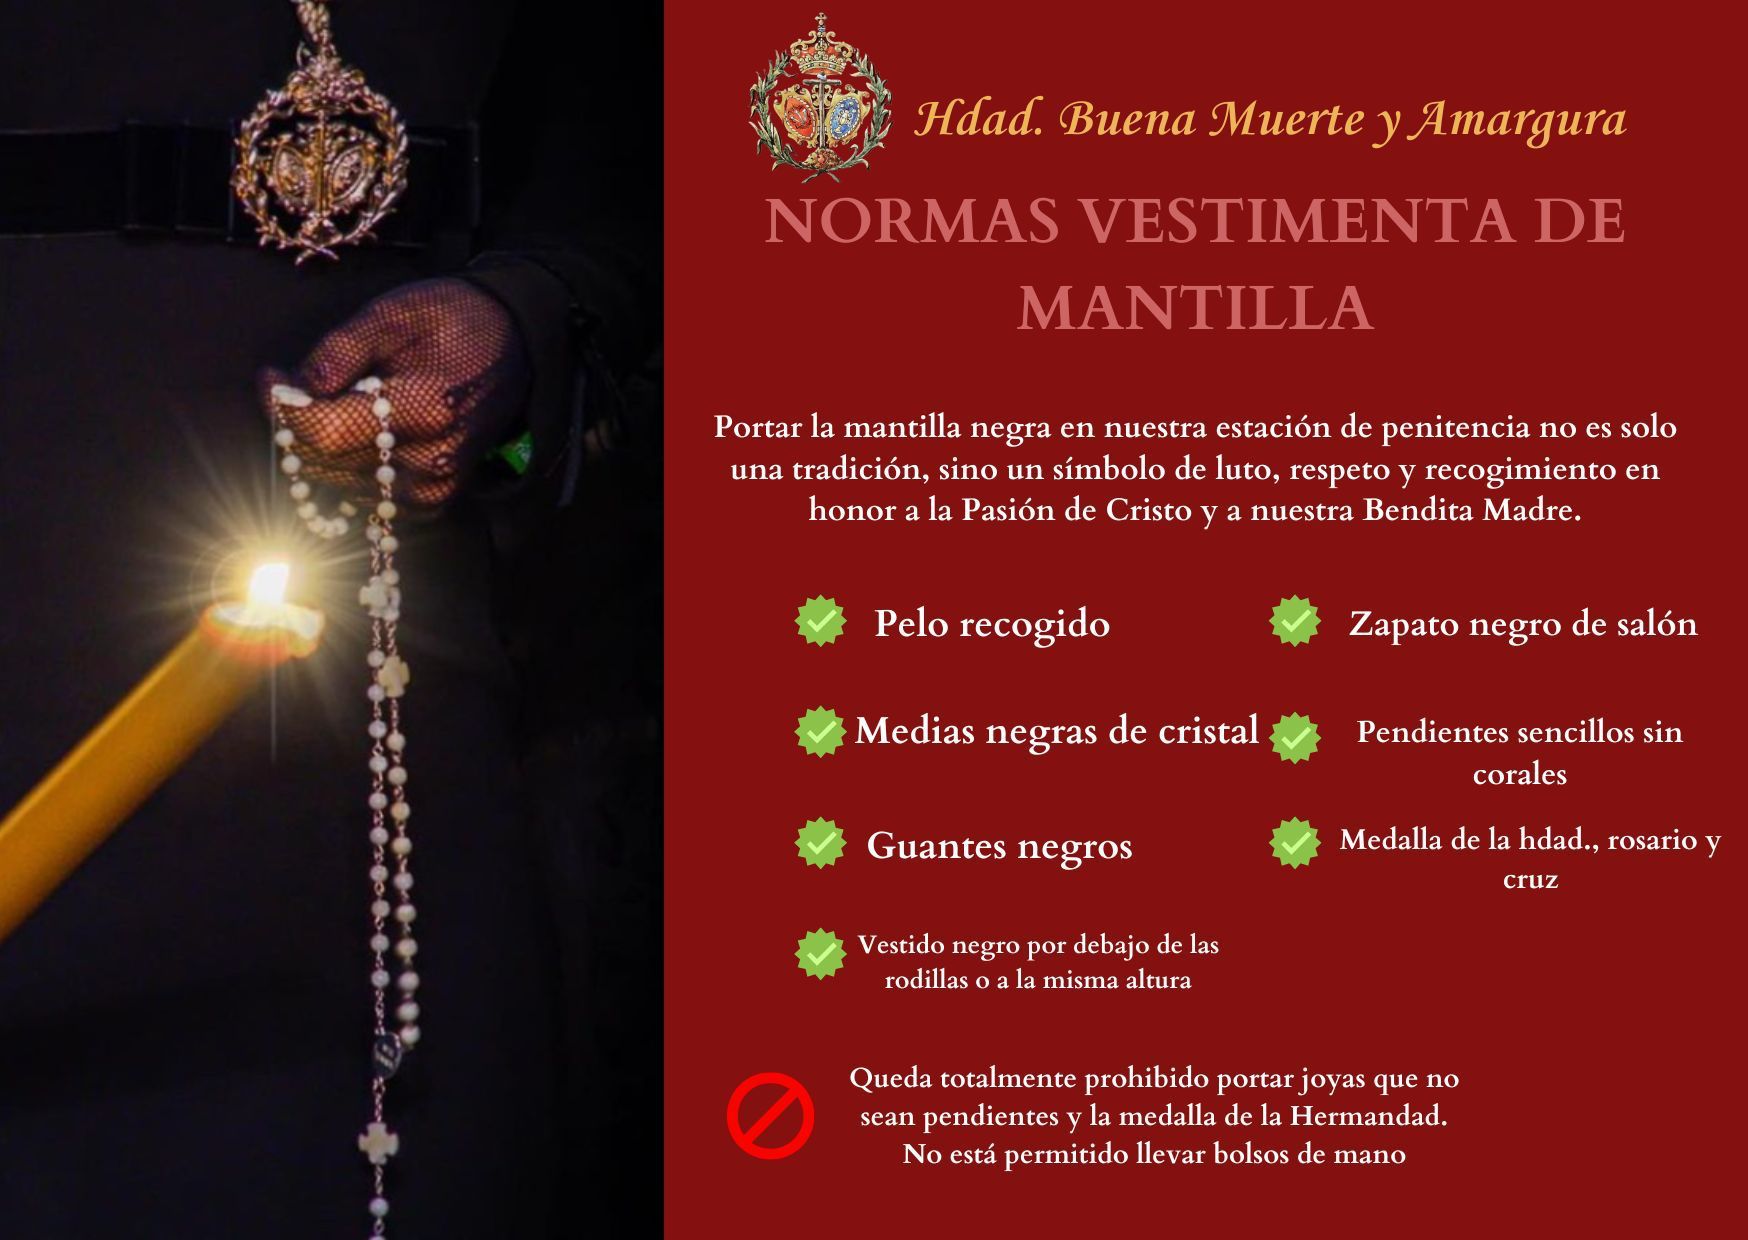 Hdad. Buena Muerte y Amargura
NORMAS VESTIMENTA DE
MANTILLA
Portar la mantilla negra en nuestra estación de penitencia no es solo
una tradición, sino un símbolo de luto, respeto y recogimiento en
honor a la Pasión de Cristo y a nuestra Bendita Madre.
Pelo recogido
Medias negras de cristal
Guantes negros
Vestido negro por debajo de las
rodillas o a la misma altura
Zapato negro de salón
Pendientes sencillos sin
corales
Medalla de la hdad., rosario y
cruz
Queda totalmente prohibido portar joyas que no
sean pendientes y la medalla de la Hermandad.
No está permitido llevar bolsos de mano